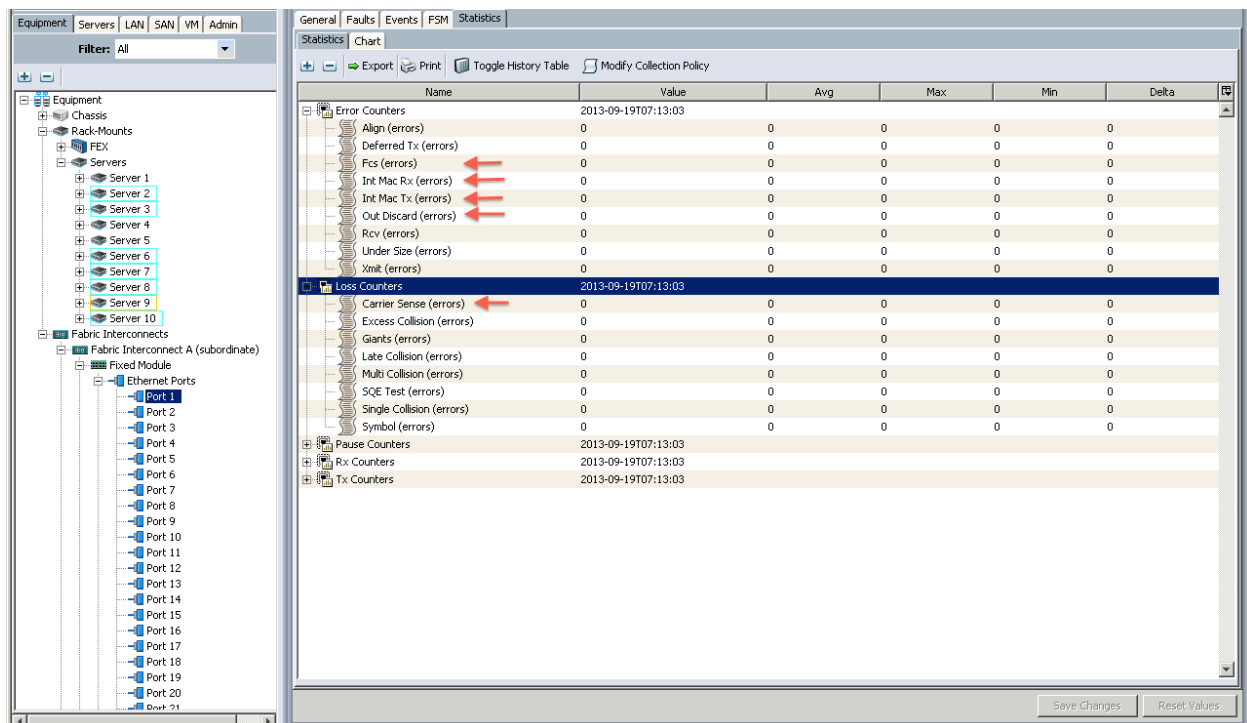 Equipment Servers LAN SAN VM Admin
Filter: All
Equipment
Chassis
Rack-Mounts
FEX
Servers
Server 1
Server 2
Server 3
Server 4
Server 5
Server 6
Server 7
Server 8
Server 9
Server 10
Fabric Interconnects
Fabric Interconnect A (subordinate)
Fixed Module
Ethernet Ports
Port 1
Port 2
Port 3
Port 4
Port 5
Port 6
Port 7
Port 8
Port 9
Port 10
Port 11
Port 12
Port 13
Port 14
Port 15
Port 16
Port 17
Port 18
Port 19
Port 20
Port 21
General Faults Events FSM Statistics
Statistics Chart
Export Print Toggle History Table Modify Collection Policy
Name Value Avg Max Min Delta
Error Counters 2013-09-19T07:13:03
Align (errors) 0 0 0 0 0
Deferred Tx (errors) 0 0 0 0 0
Fcs (errors) 0 0 0 0 0
Int Mac Rx (errors) 0 0 0 0 0
Int Mac Tx (errors) 0 0 0 0 0
Out Discard (errors) 0 0 0 0 0
Rcv (errors) 0 0 0 0 0
Under Size (errors) 0 0 0 0 0
Xmit (errors) 0 0 0 0 0
Loss Counters 2013-09-19T07:13:03
Carrier Sense (errors) 0 0 0 0 0
Excess Collision (errors) 0 0 0 0 0
Giants (errors) 0 0 0 0 0
Late Collision (errors) 0 0 0 0 0
Multi Collision (errors) 0 0 0 0 0
SQE Test (errors) 0 0 0 0 0
Single Collision (errors) 0 0 0 0 0
Symbol (errors) 0 0 0 0 0
Pause Counters 2013-09-19T07:13:03
Rx Counters 2013-09-19T07:13:03
Tx Counters 2013-09-19T07:13:03
Save Changes Reset Values